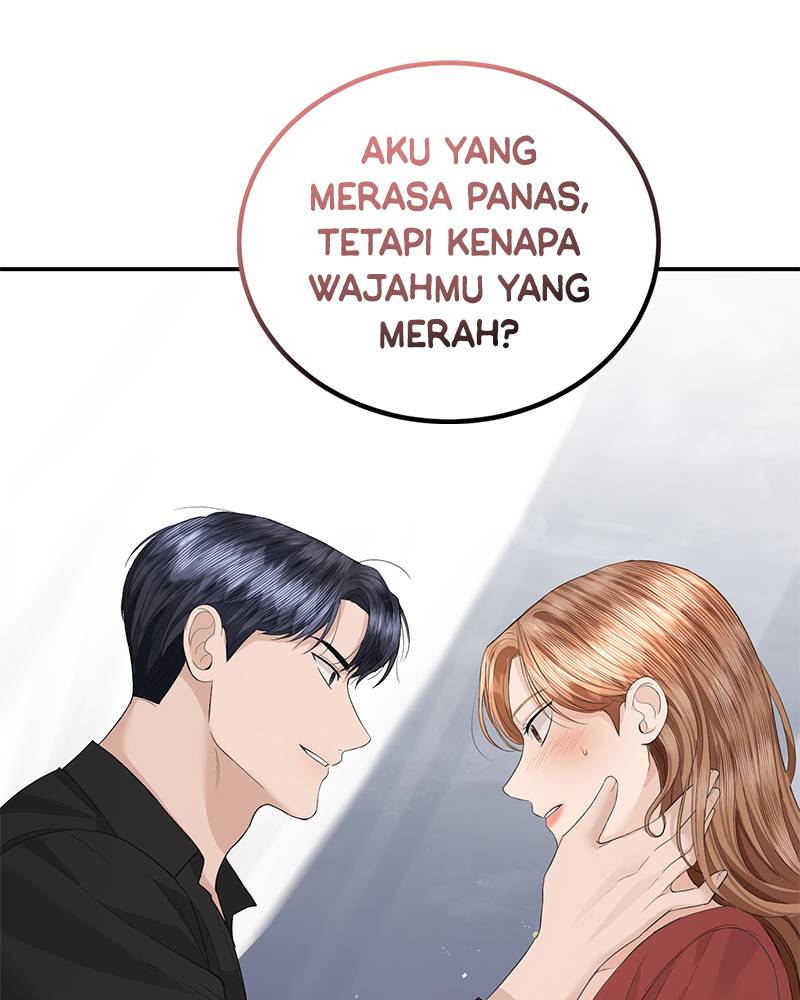 AKU YANG
MERASA PANAS,
TETAPI KENAPA
WAJAHMU YANG
MERAH?